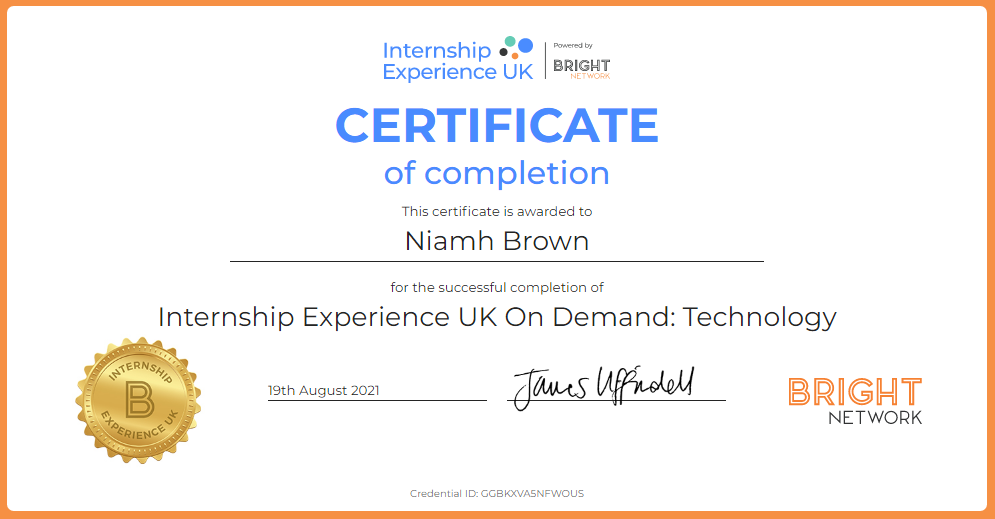 Internship
Experience UK
Powered by
BRIGHT
NETWORK
CERTIFICATE
of completion
This certificate is awarded to
Niamh Brown
for the successful completion of
Internship Experience UK On Demand: Technology
INTERNSHIP
B
EXPERIENCE UK
19th August 2021
James Uffindell
BRIGHT
NETWORK
Credential ID: GGBKXVA5NFWOUS